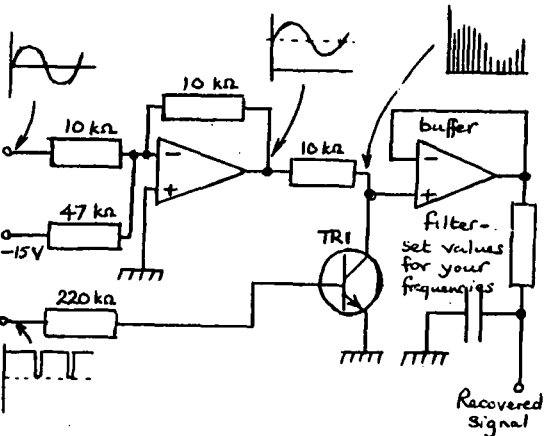 10 kΩ
10 kΩ
47 kΩ
-15V
220 kΩ
10 kΩ
TR1
buffer
filter-
set values
for your
frequencies
Recovered
signal
-
+
-
+